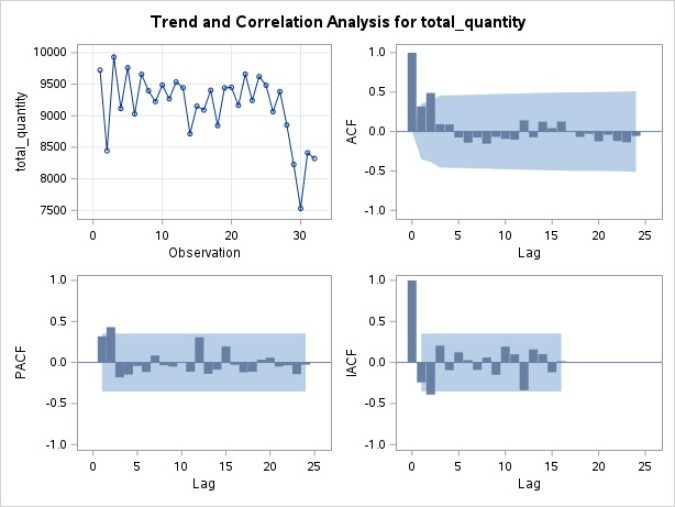 Trend and Correlation Analysis for total_quantity
10000
9500
9000
8500
8000
7500
total_quantity
0 10 20 30
Observation
1.0
0.5
0.0
-0.5
-1.0
ACF
0 5 10 15 20 25
Lag
1.0
0.5
0.0
-0.5
-1.0
PACF
0 5 10 15 20 25
Lag
1.0
0.5
0.0
-0.5
-1.0
IACF
0 5 10 15 20 25
Lag